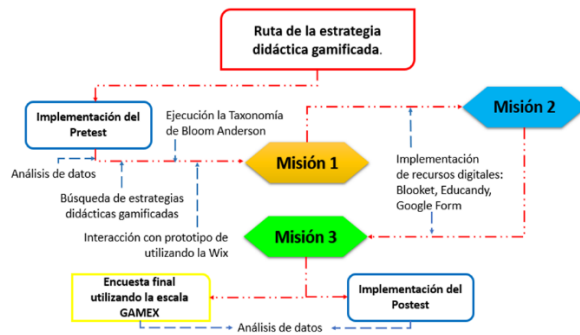 Ruta de la estrategia
didáctica gamificada.
Implementación del
Pretest
Ejecución la Taxonomía
de Bloom Anderson
Misión 1
Misión 2
Análisis de datos
Búsqueda de estrategias
didácticas gamificadas
Interacción con prototipo de
utilizando la Wix
Implementación
de recursos digitales:
Blooket, Educandy,
Google Form
Misión 3
Encuesta final
utilizando la escala
GAMEX
Implementación del
Postest
Análisis de datos